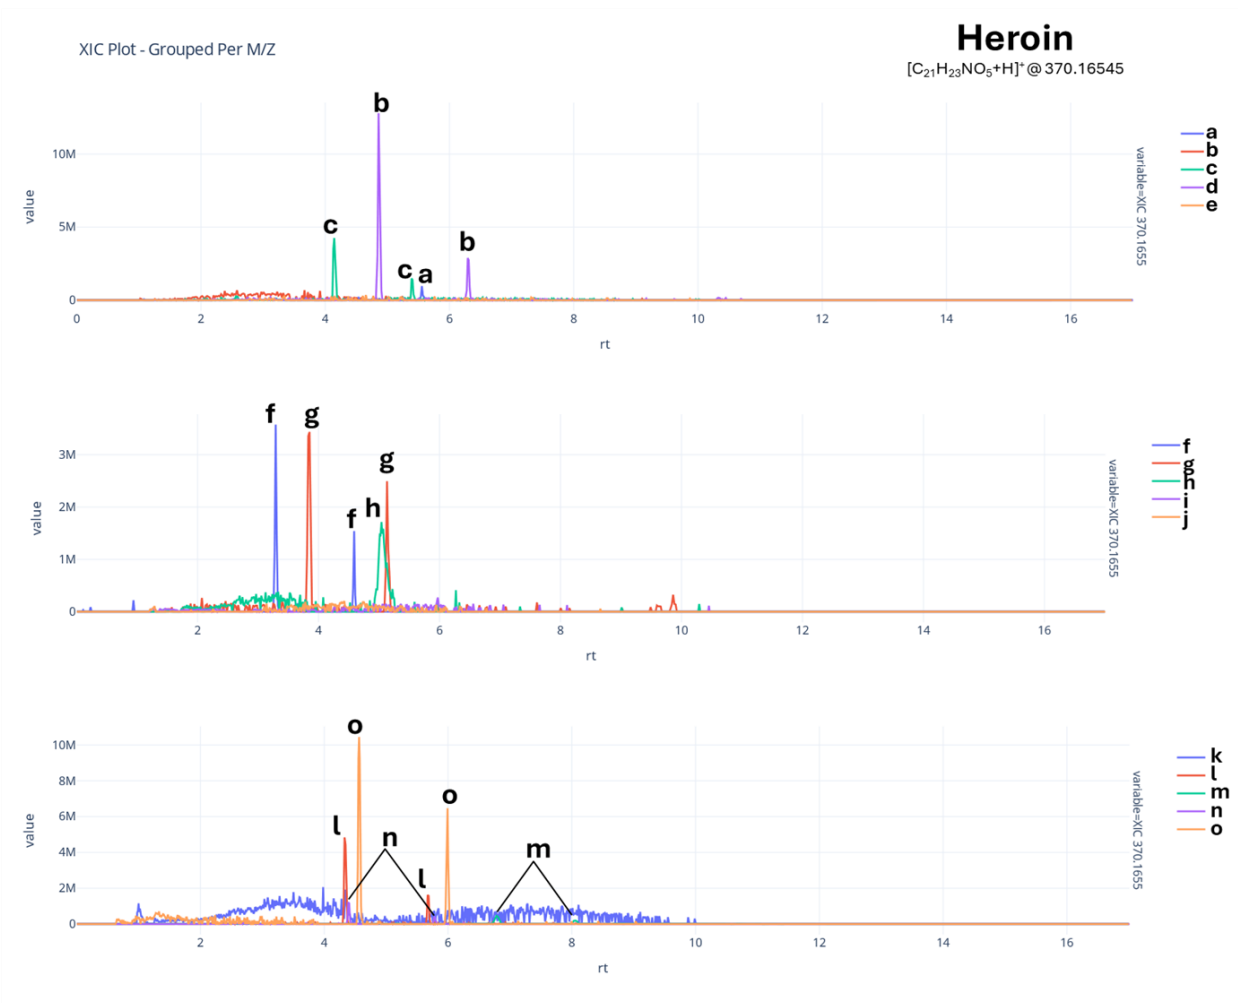 Heroin
XIC Plot - Grouped Per M/Z
[C₂₁H₂₃NO₅+H]⁺@370.16545
b
10M
5M
0
value
c
c
a
b
0 2 4 6 8 10 12 14 16
rt
variable=XIC 370.1655
a
b
c
d
e
f
g
g
f
h
3M
2M
1M
0
value
2 4 6 8 10 12 14 16
rt
variable=XIC 370.1655
f
g
h
i
j
o
10M
8M
6M
4M
2M
0
value
o
l
n
m
l
2 4 6 8 10 12 14 16
rt
variable=XIC 370.1655
k
l
m
n
o